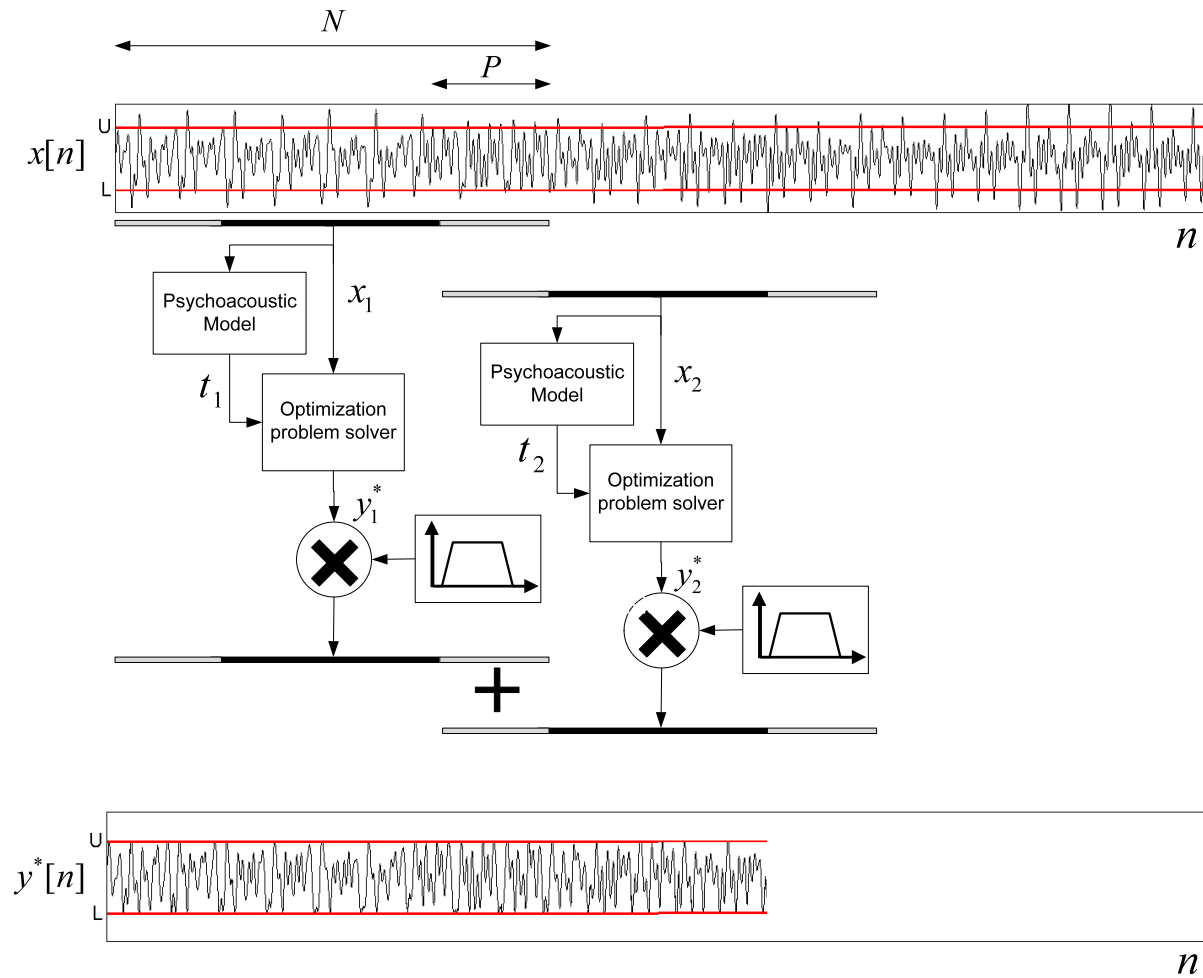 N
P
U
x[n]
L
n
Psychoacoustic
Model
x1
t1
Optimization
problem solver
y1*
Psychoacoustic
Model
x2
t2
Optimization
problem solver
y2*
+
U
y*[n]
L
n